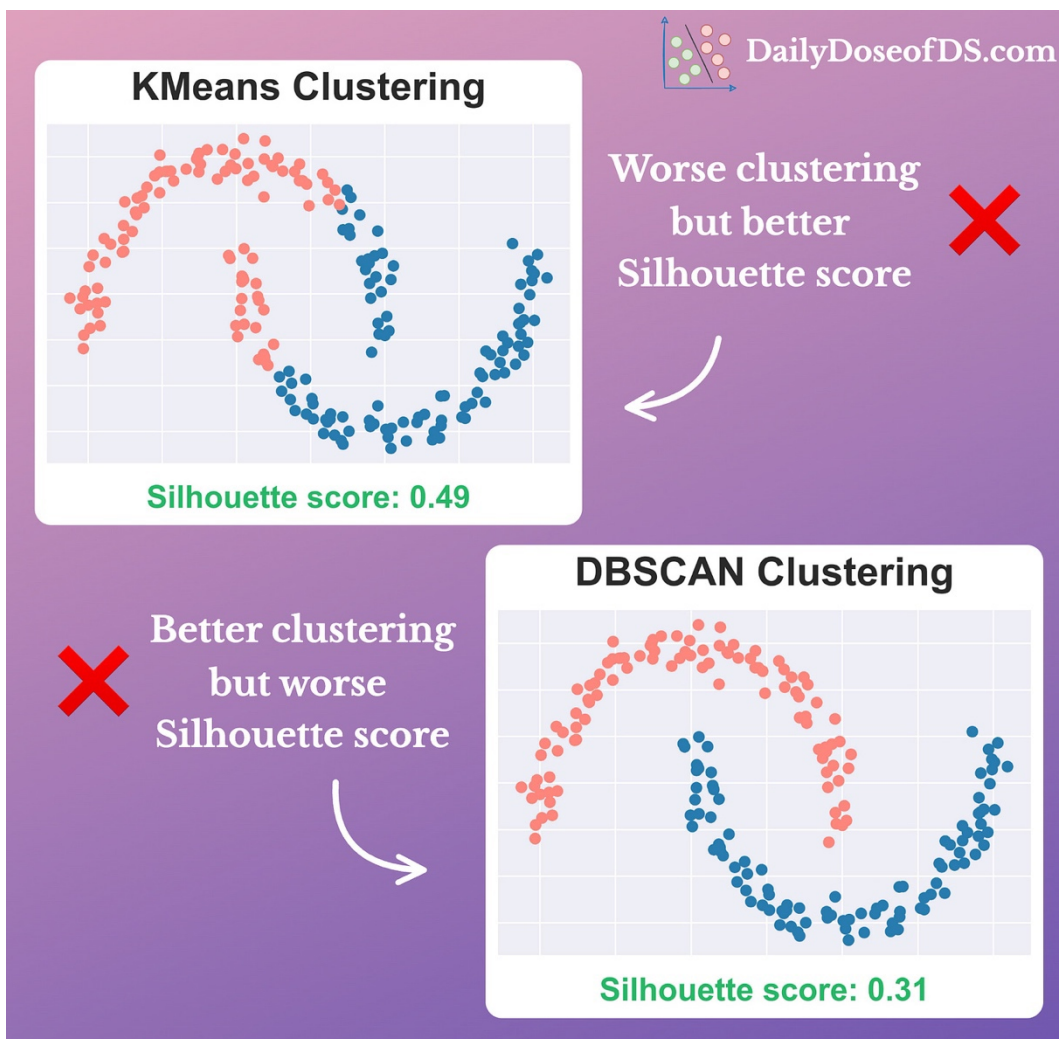 DailyDoseofDS.com
KMeans Clustering
Worse clustering
but better
Silhouette score
Silhouette score: 0.49
DBSCAN Clustering
Better clustering
but worse
Silhouette score
Silhouette score: 0.31